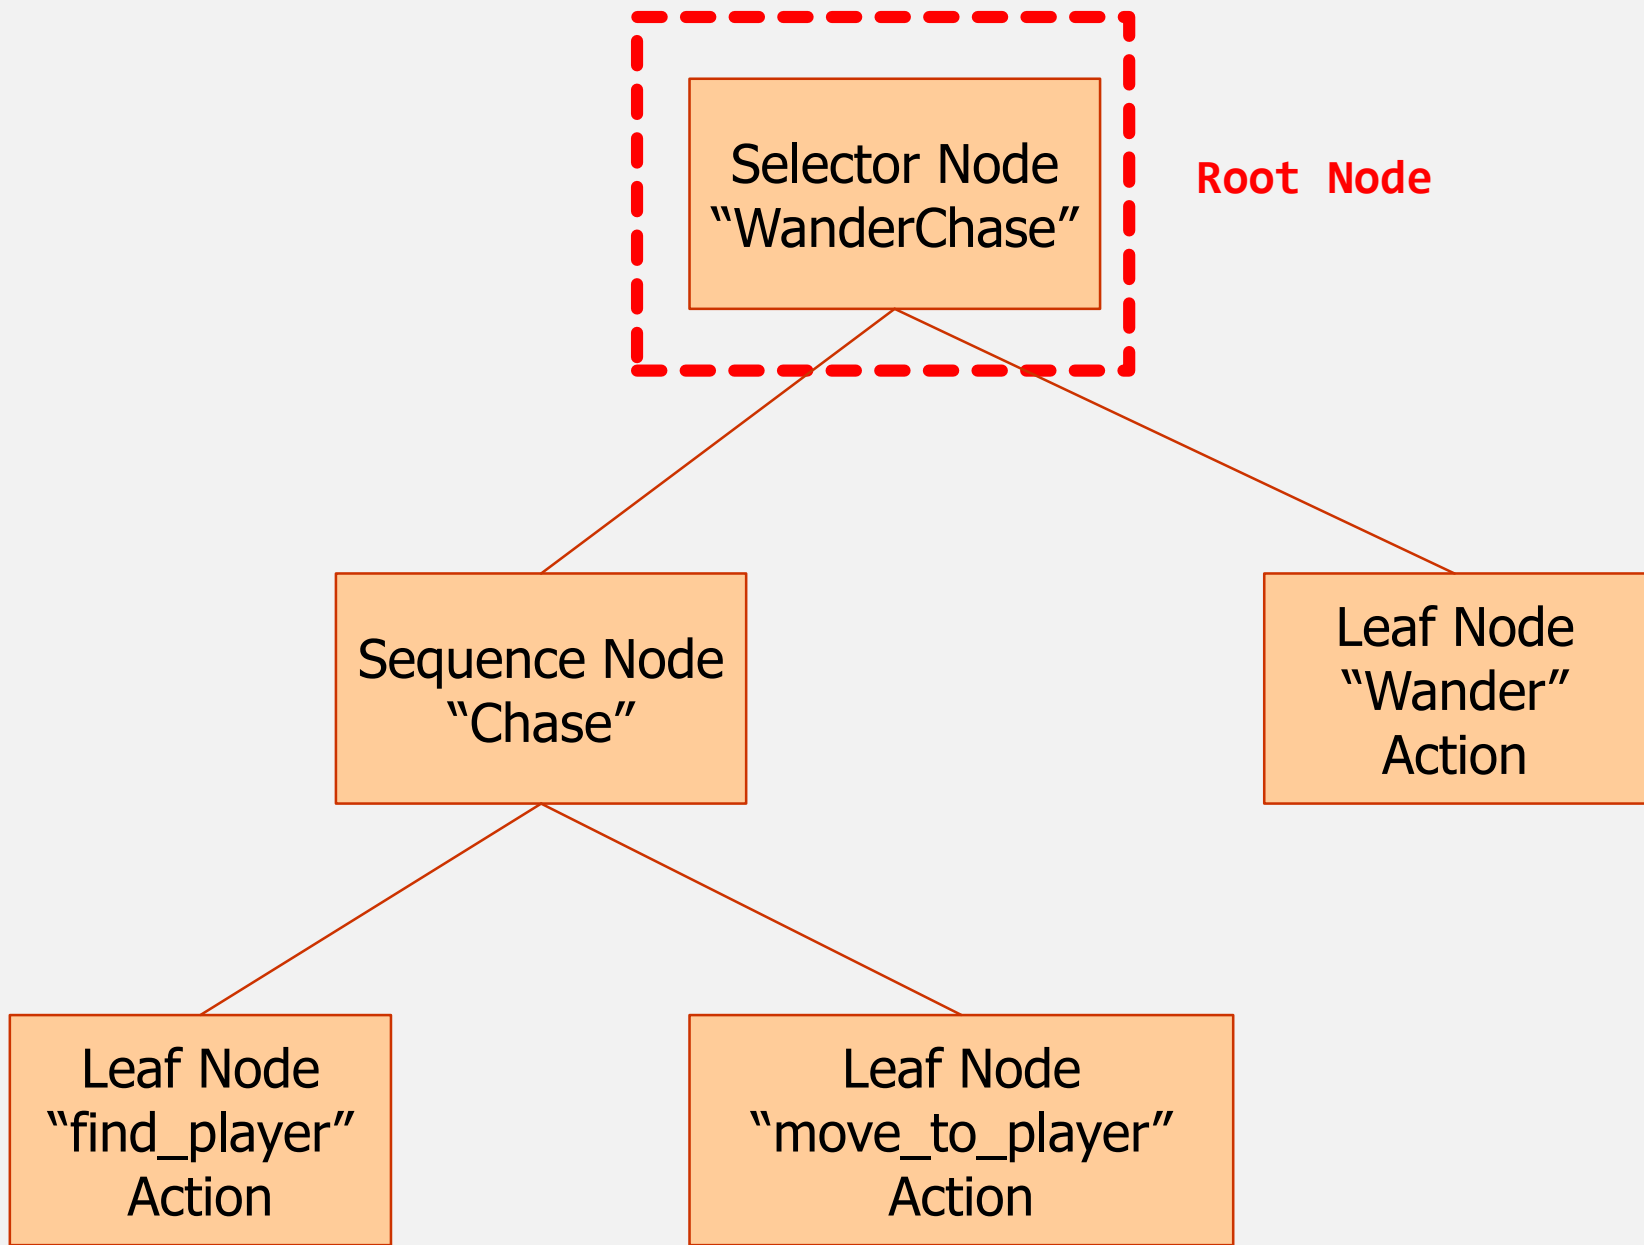 Selector Node
“WanderChase”
Root Node
Sequence Node
“Chase”
Leaf Node
“Wander”
Action
Leaf Node
“find_player”
Action
Leaf Node
“move_to_player”
Action